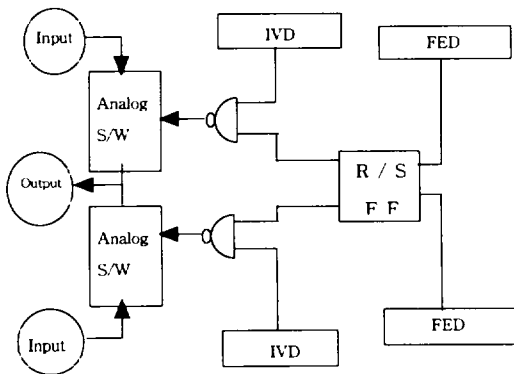 Input
IVD
FED
Analog
S/W
R / S
F F
Output
Analog
S/W
Input
IVD
FED